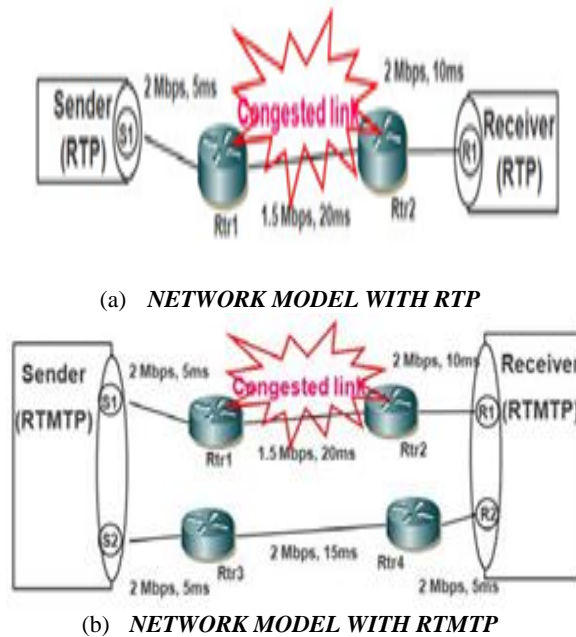 2 Mbps, 5ms
2 Mbps, 10ms
Sender
(RTP)
S1
Congested link
Receiver
(RTP)
R1
Rtr1
1.5 Mbps, 20ms
Rtr2
(a) NETWORK MODEL WITH RTP
Sender
(RTMTP)
2 Mbps, 5ms
2 Mbps, 10ms
Receiver
(RTMTP)
S1
Congested link
R1
Rtr1
1.5 Mbps, 20ms
Rtr2
S2
R2
Rtr3
2 Mbps, 15ms
Rtr4
2 Mbps, 5ms
2 Mbps, 5ms
(b) NETWORK MODEL WITH RTMTP